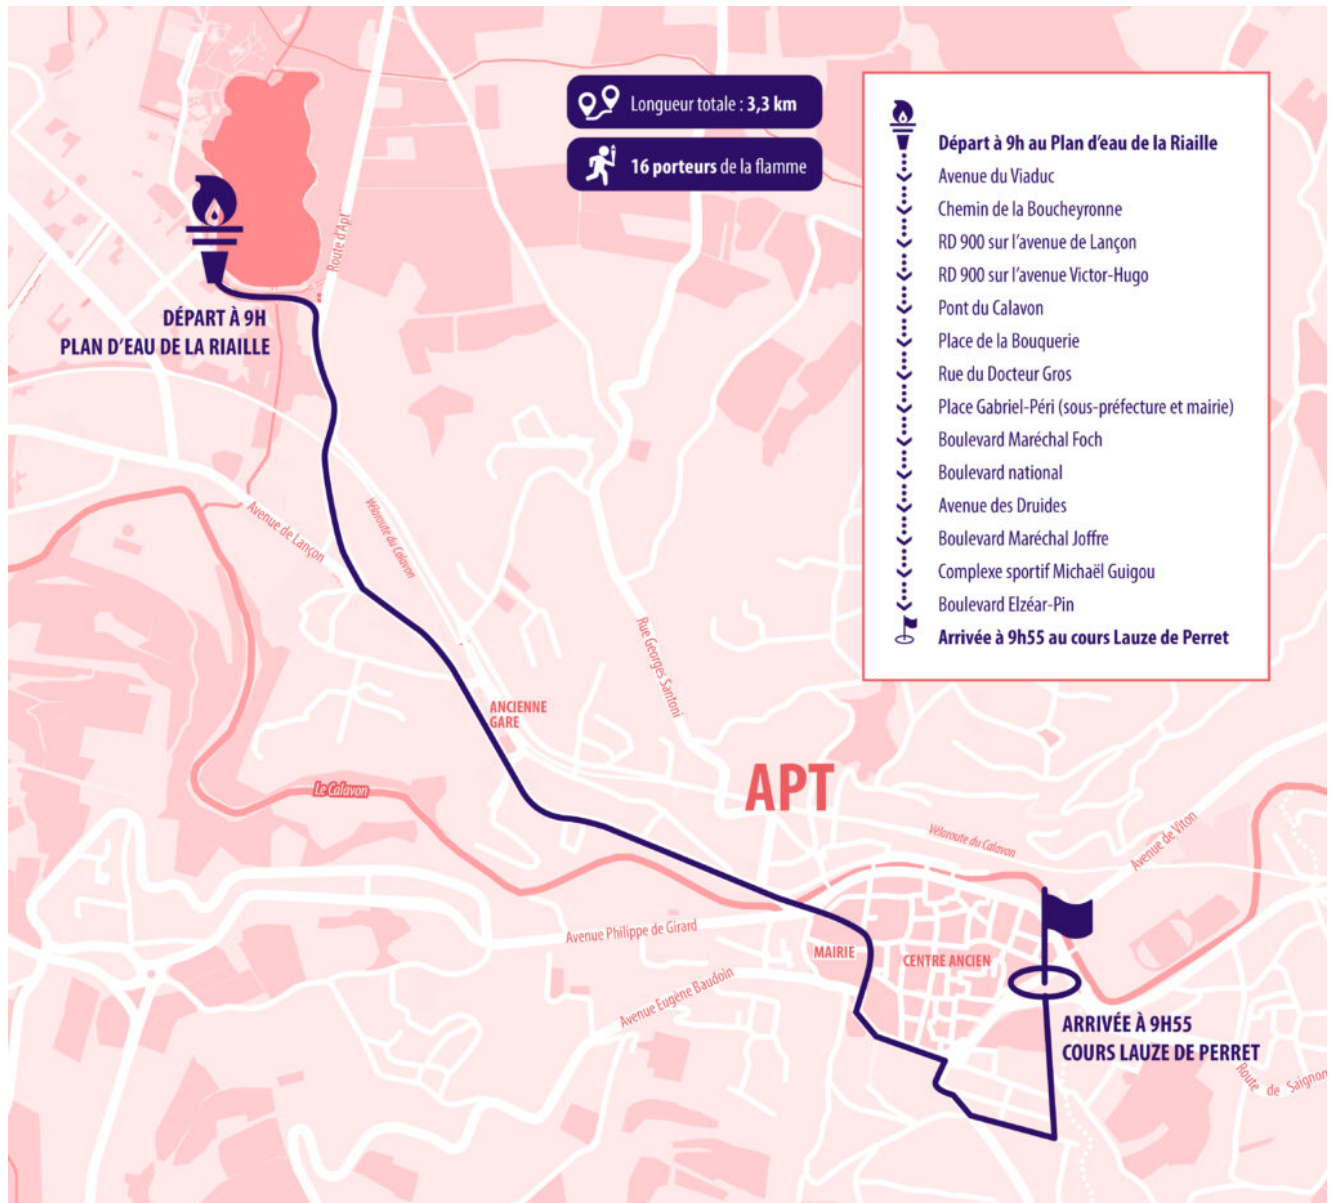 Longueur totale : 3,3 km
16 porteurs de la flamme
Départ à 9h au Plan d'eau de la Riaille
Avenue du Viaduc
Chemin de la Boucheyronne
RD 900 sur l'avenue de Lançon
RD 900 sur l'avenue Victor-Hugo
Pont du Calavon
Place de la Bouquerie
Rue du Docteur Gros
Place Gabriel-Péri (sous-préfecture et mairie)
Boulevard Maréchal Foch
Boulevard national
Avenue des Druides
Boulevard Maréchal Joffre
Complexe sportif Michaël Guigou
Boulevard Elzéar-Pin
Arrivée à 9h55 au cours Lauze de Perret
Route d'Apt
DÉPART À 9H
PLAN D'EAU DE LA RIAILLE
Avenue de Lançon
Véloroute du Calavon
Rue Georges Santoni
ANCIENNE
GARE
APT
Le Calavon
Véloroute du Calavon
Avenue de Viton
Avenue Philippe de Girard
MAIRIE
CENTRE ANCIEN
Avenue Eugène Baudoin
ARRIVÉE À 9H55
COURS LAUZE DE PERRET
Route de Saignon